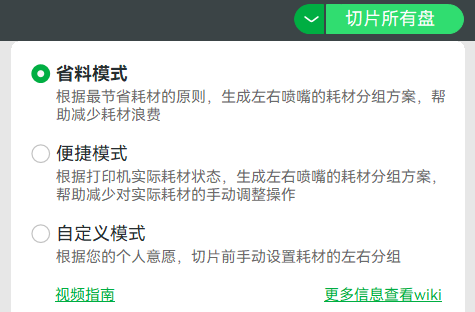 切片所有盘
省料模式
根据最节省耗材的原则，生成左右喷嘴的耗材分组方案，帮
助减少耗材浪费
便捷模式
根据打印机实际耗材状态，生成左右喷嘴的耗材分组方案，
帮助减少对实际耗材的手动调整操作
自定义模式
根据您的个人意愿，切片前手动设置耗材的左右分组
视频指南
更多信息查看wiki